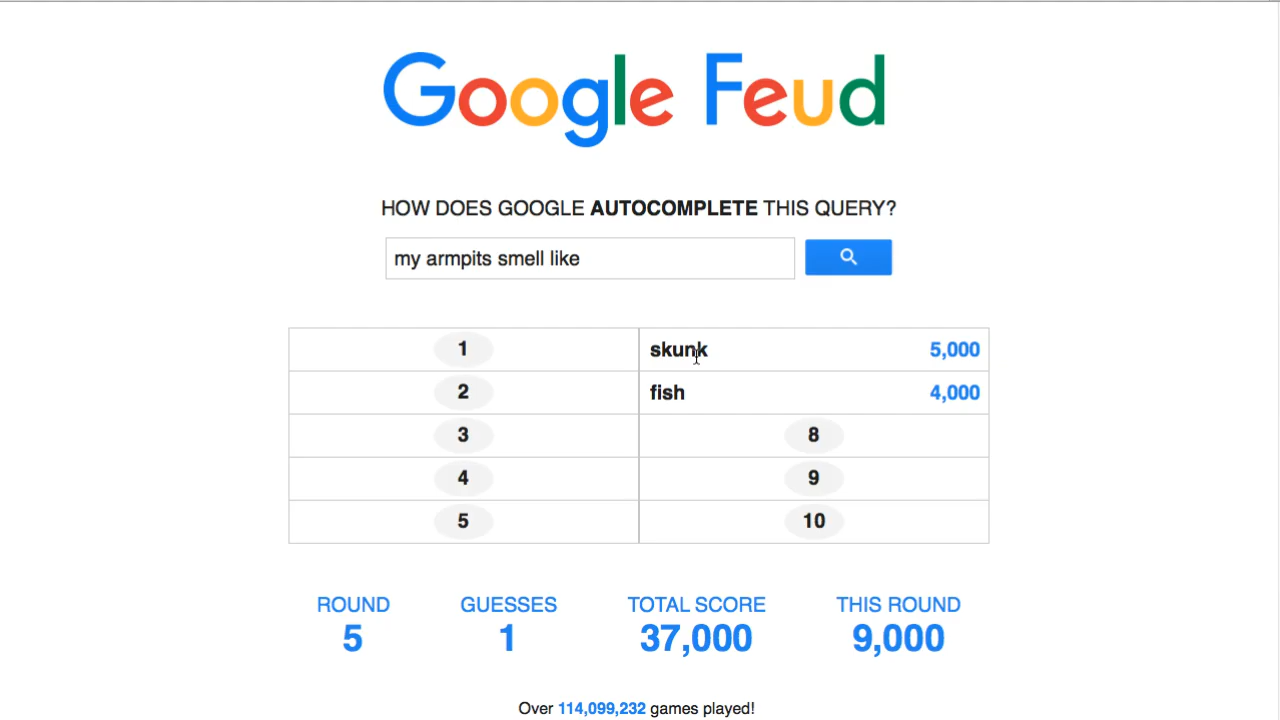 Google Feud
HOW DOES GOOGLE AUTOCOMPLETE THIS QUERY?
my armpits smell like
1 skunk 5,000
2 fish 4,000
3 8
4 9
5 10
ROUND GUESSES TOTAL SCORE THIS ROUND
5 1 37,000 9,000
Over 114,099,232 games played!